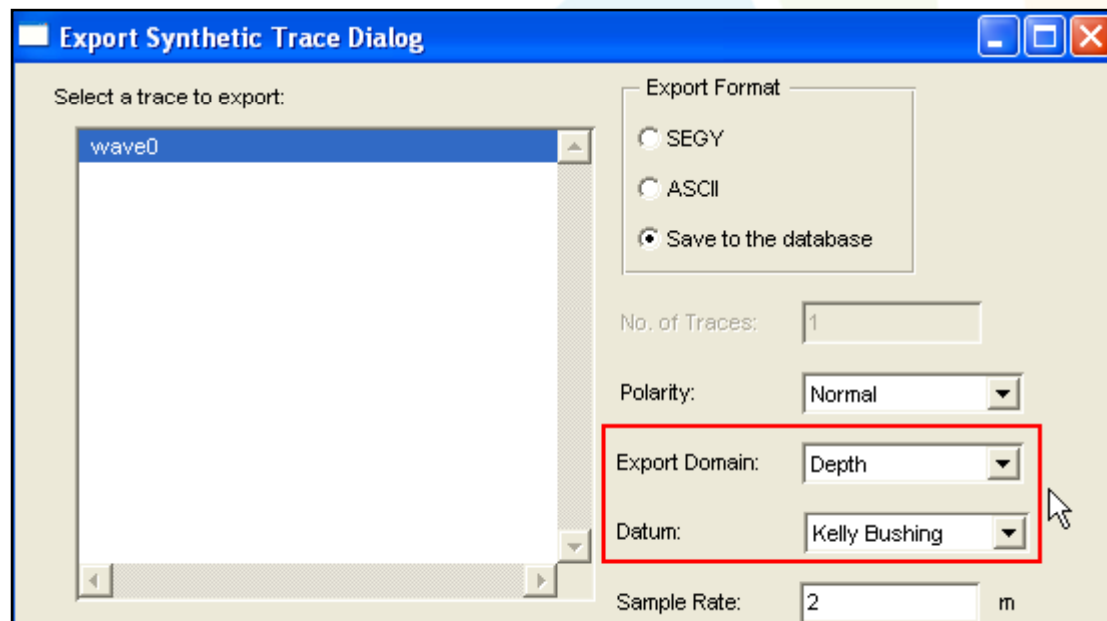 Export Synthetic Trace Dialog
Select a trace to export:
wave0
Export Format
SEGY
ASCII
Save to the database
No. of Traces: 1
Polarity: Normal
Export Domain: Depth
Datum: Kelly Bushing
Sample Rate: 2 m